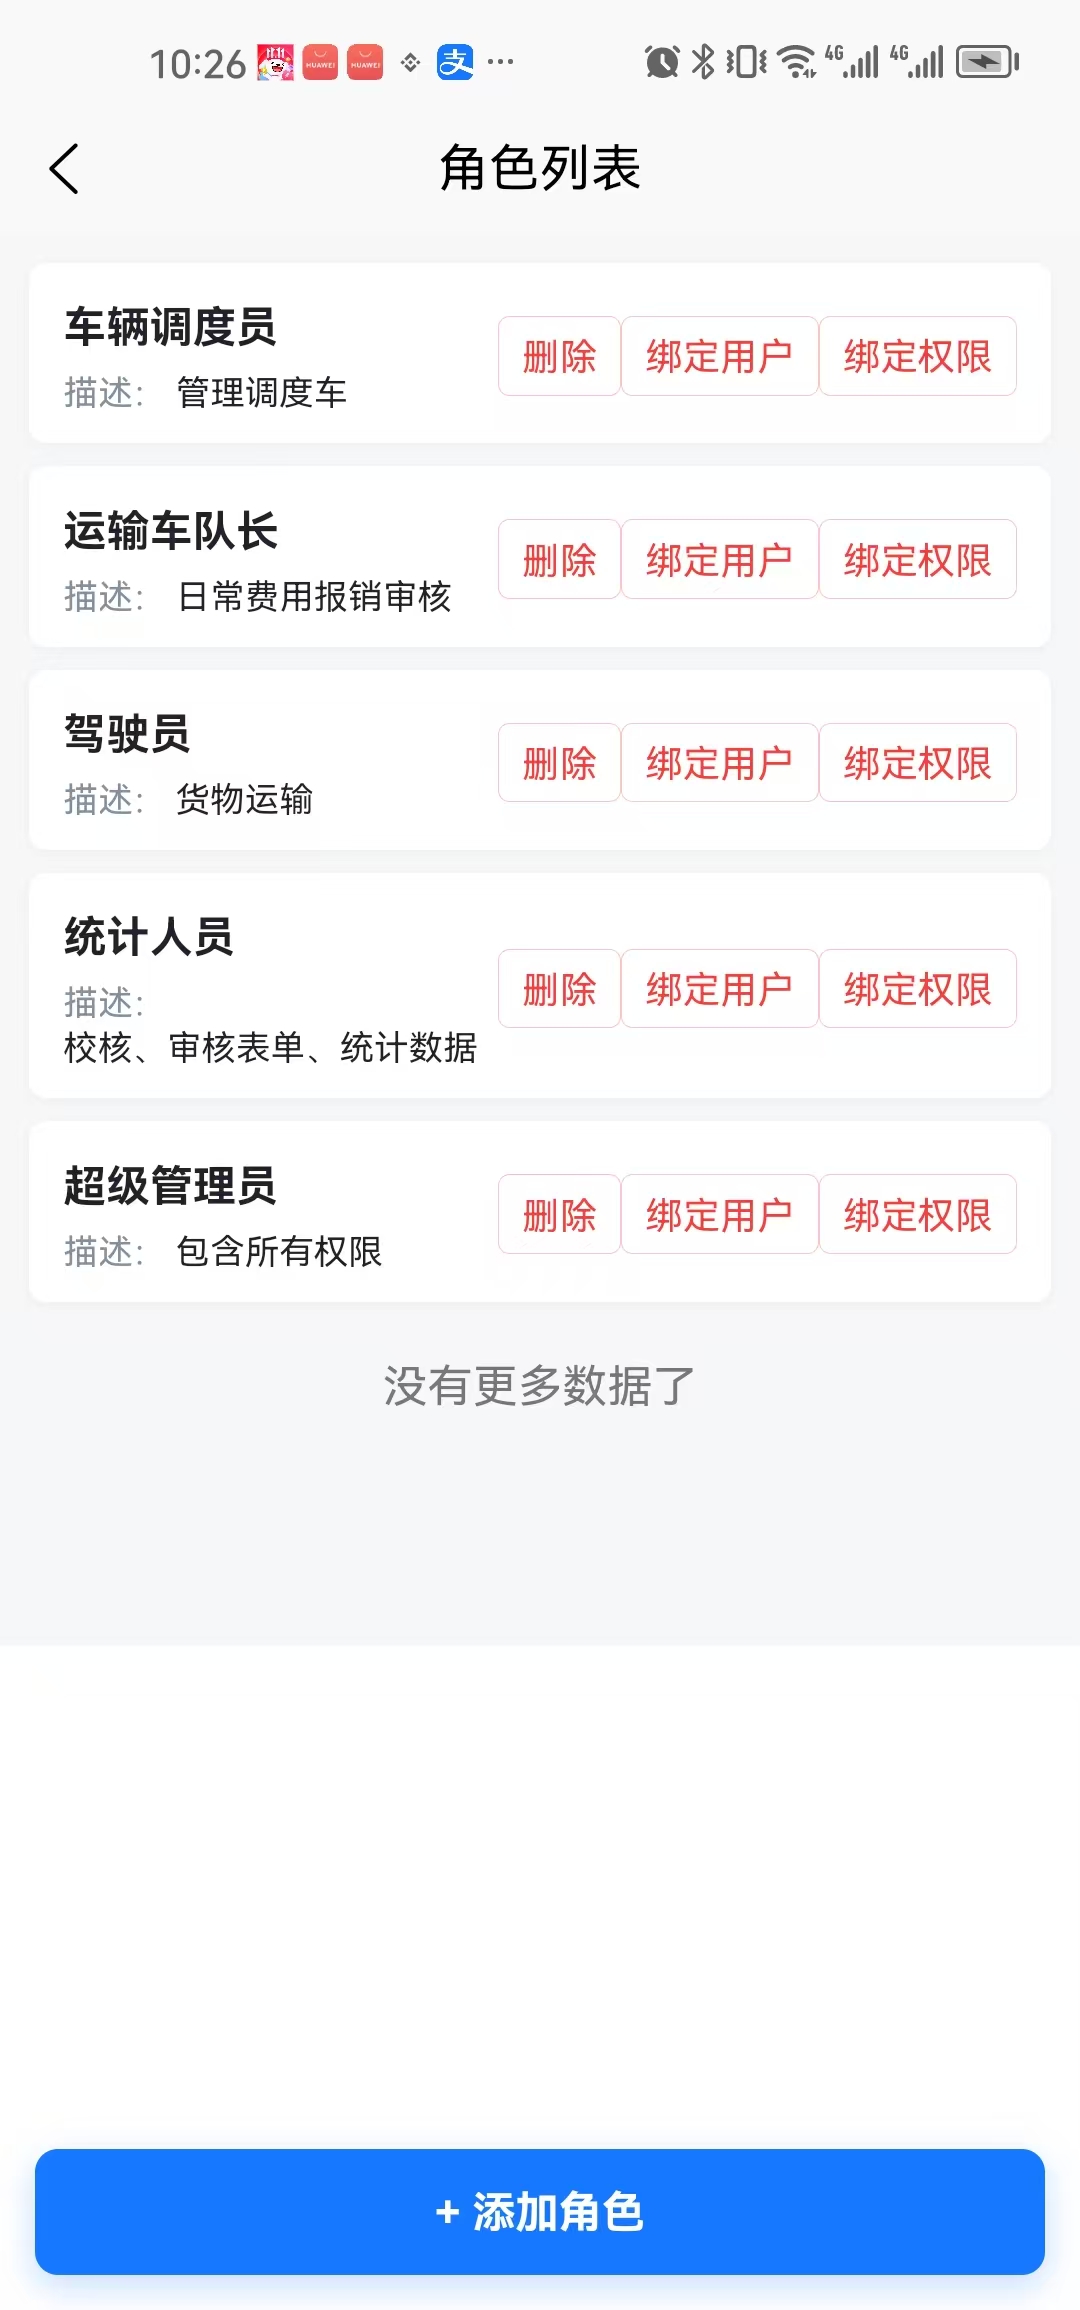 10:26
HUAWEI HUAWEI 支 ... 4G 4G
角色列表
车辆调度员
描述： 管理调度车
删除 绑定用户 绑定权限
运输车队长
描述： 日常费用报销审核
删除 绑定用户 绑定权限
驾驶员
描述： 货物运输
删除 绑定用户 绑定权限
统计人员
描述：
校核、审核表单、统计数据
删除 绑定用户 绑定权限
超级管理员
描述： 包含所有权限
删除 绑定用户 绑定权限
没有更多数据了
+ 添加角色